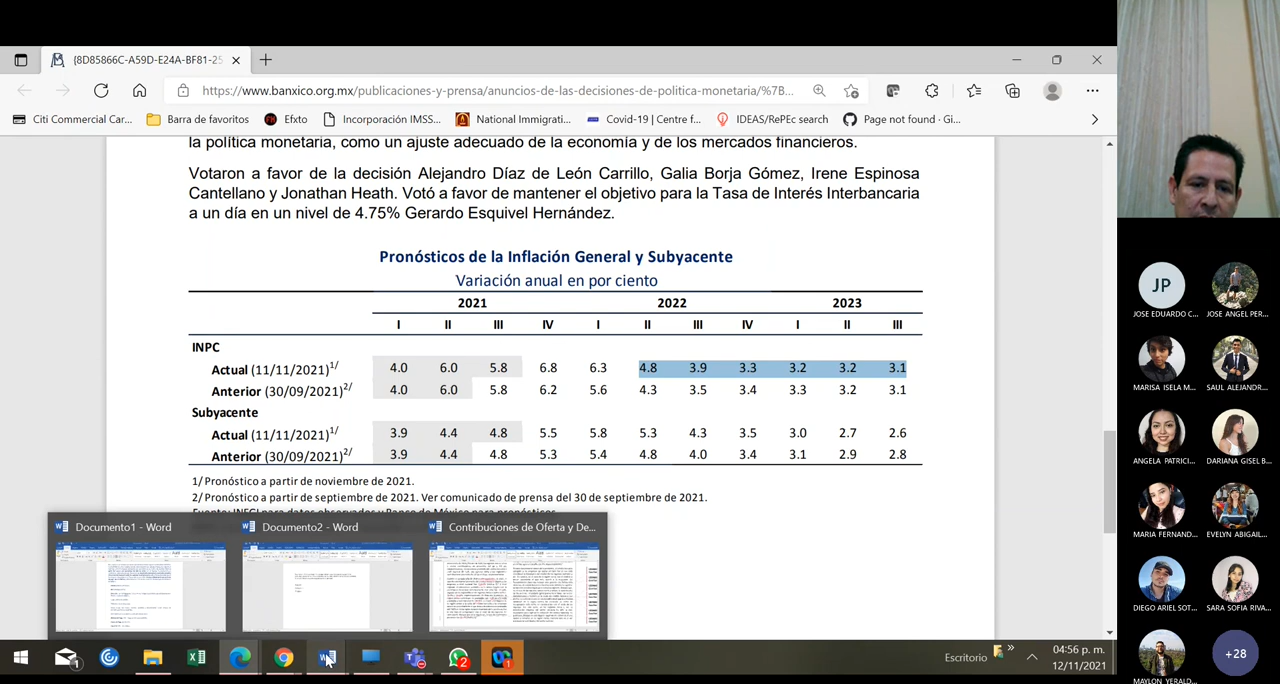 {8D85866C-A59D-E24A-BF81-25
https://www.banxico.org.mx/publicaciones-y-prensa/anuncios-de-las-decisiones-de-politica-monetaria/%7B...
Citi Commercial Car...
Barra de favoritos
Efxto
Incorporación IMSS...
National Immigrati...
Covid-19 | Centre f...
IDEAS/RePEc search
Page not found · Gi...
la política monetaria, como un ajuste adecuado de la economía y de los mercados financieros.
Votaron a favor de la decisión Alejandro Díaz de León Carrillo, Galia Borja Gómez, Irene Espinosa
Cantellano y Jonathan Heath. Votó a favor de mantener el objetivo para la Tasa de Interés Interbancaria
a un día en un nivel de 4.75% Gerardo Esquivel Hernández.
Pronósticos de la Inflación General y Subyacente
Variación anual en por ciento
2021 2022 2023
I II III IV I II III IV I II III
INPC
Actual (11/11/2021)1/ 4.0 6.0 5.8 6.8 6.3 4.8 3.9 3.3 3.2 3.2 3.1
Anterior (30/09/2021)2/ 4.0 6.0 5.8 6.2 5.6 4.3 3.5 3.4 3.3 3.2 3.1
Subyacente
Actual (11/11/2021)1/ 3.9 4.4 4.8 5.5 5.8 5.3 4.3 3.5 3.0 2.7 2.6
Anterior (30/09/2021)2/ 3.9 4.4 4.8 5.3 5.4 4.8 4.0 3.4 3.1 2.9 2.8
1/ Pronóstico a partir de noviembre de 2021.
2/ Pronóstico a partir de septiembre de 2021. Ver comunicado de prensa del 30 de septiembre de 2021.
Documento1 - Word
Documento2 - Word
Contribuciones de Oferta y De...
Escritorio
04:56 p. m.
12/11/2021
JP
JOSE EDUARDO C...
JOSE ANGEL PER...
MARISA ISELA M...
SAUL ALEJANDR...
ANGELA PATRICI...
DARIANA GISEL B...
MARIA FERNAND...
EVELYN ABIGAIL...
DIEGO ARIEL SOT...
SARA SOFIA RIVA...
MAYLON YERALD...
+28